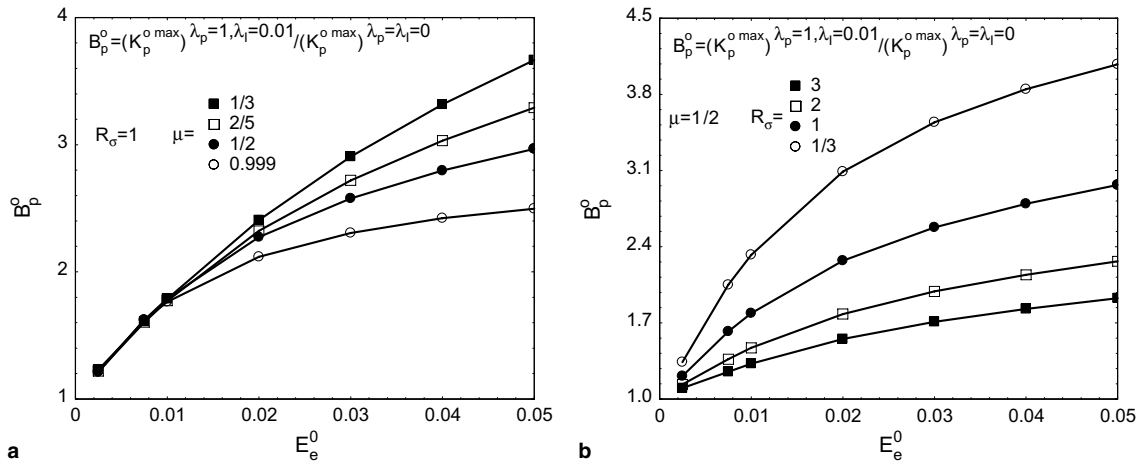 4
B_p^o=(K_p^{o max})^{λ_p=1,λ_l=0.01}/(K_p^{o max})^{λ_p=λ_l=0}
R_σ=1 μ=
1/3
2/5
1/2
0.999
3
B_p^o
2
1
0 0.01 0.02 0.03 0.04 0.05
a
E_e^0
4.5
B_p^o=(K_p^{o max})^{λ_p=1,λ_l=0.01}/(K_p^{o max})^{λ_p=λ_l=0}
μ=1/2 R_σ=
3
2
1
1/3
3.8
3.1
B_p^o
2.4
1.7
1.0
0 0.01 0.02 0.03 0.04 0.05
b
E_e^0